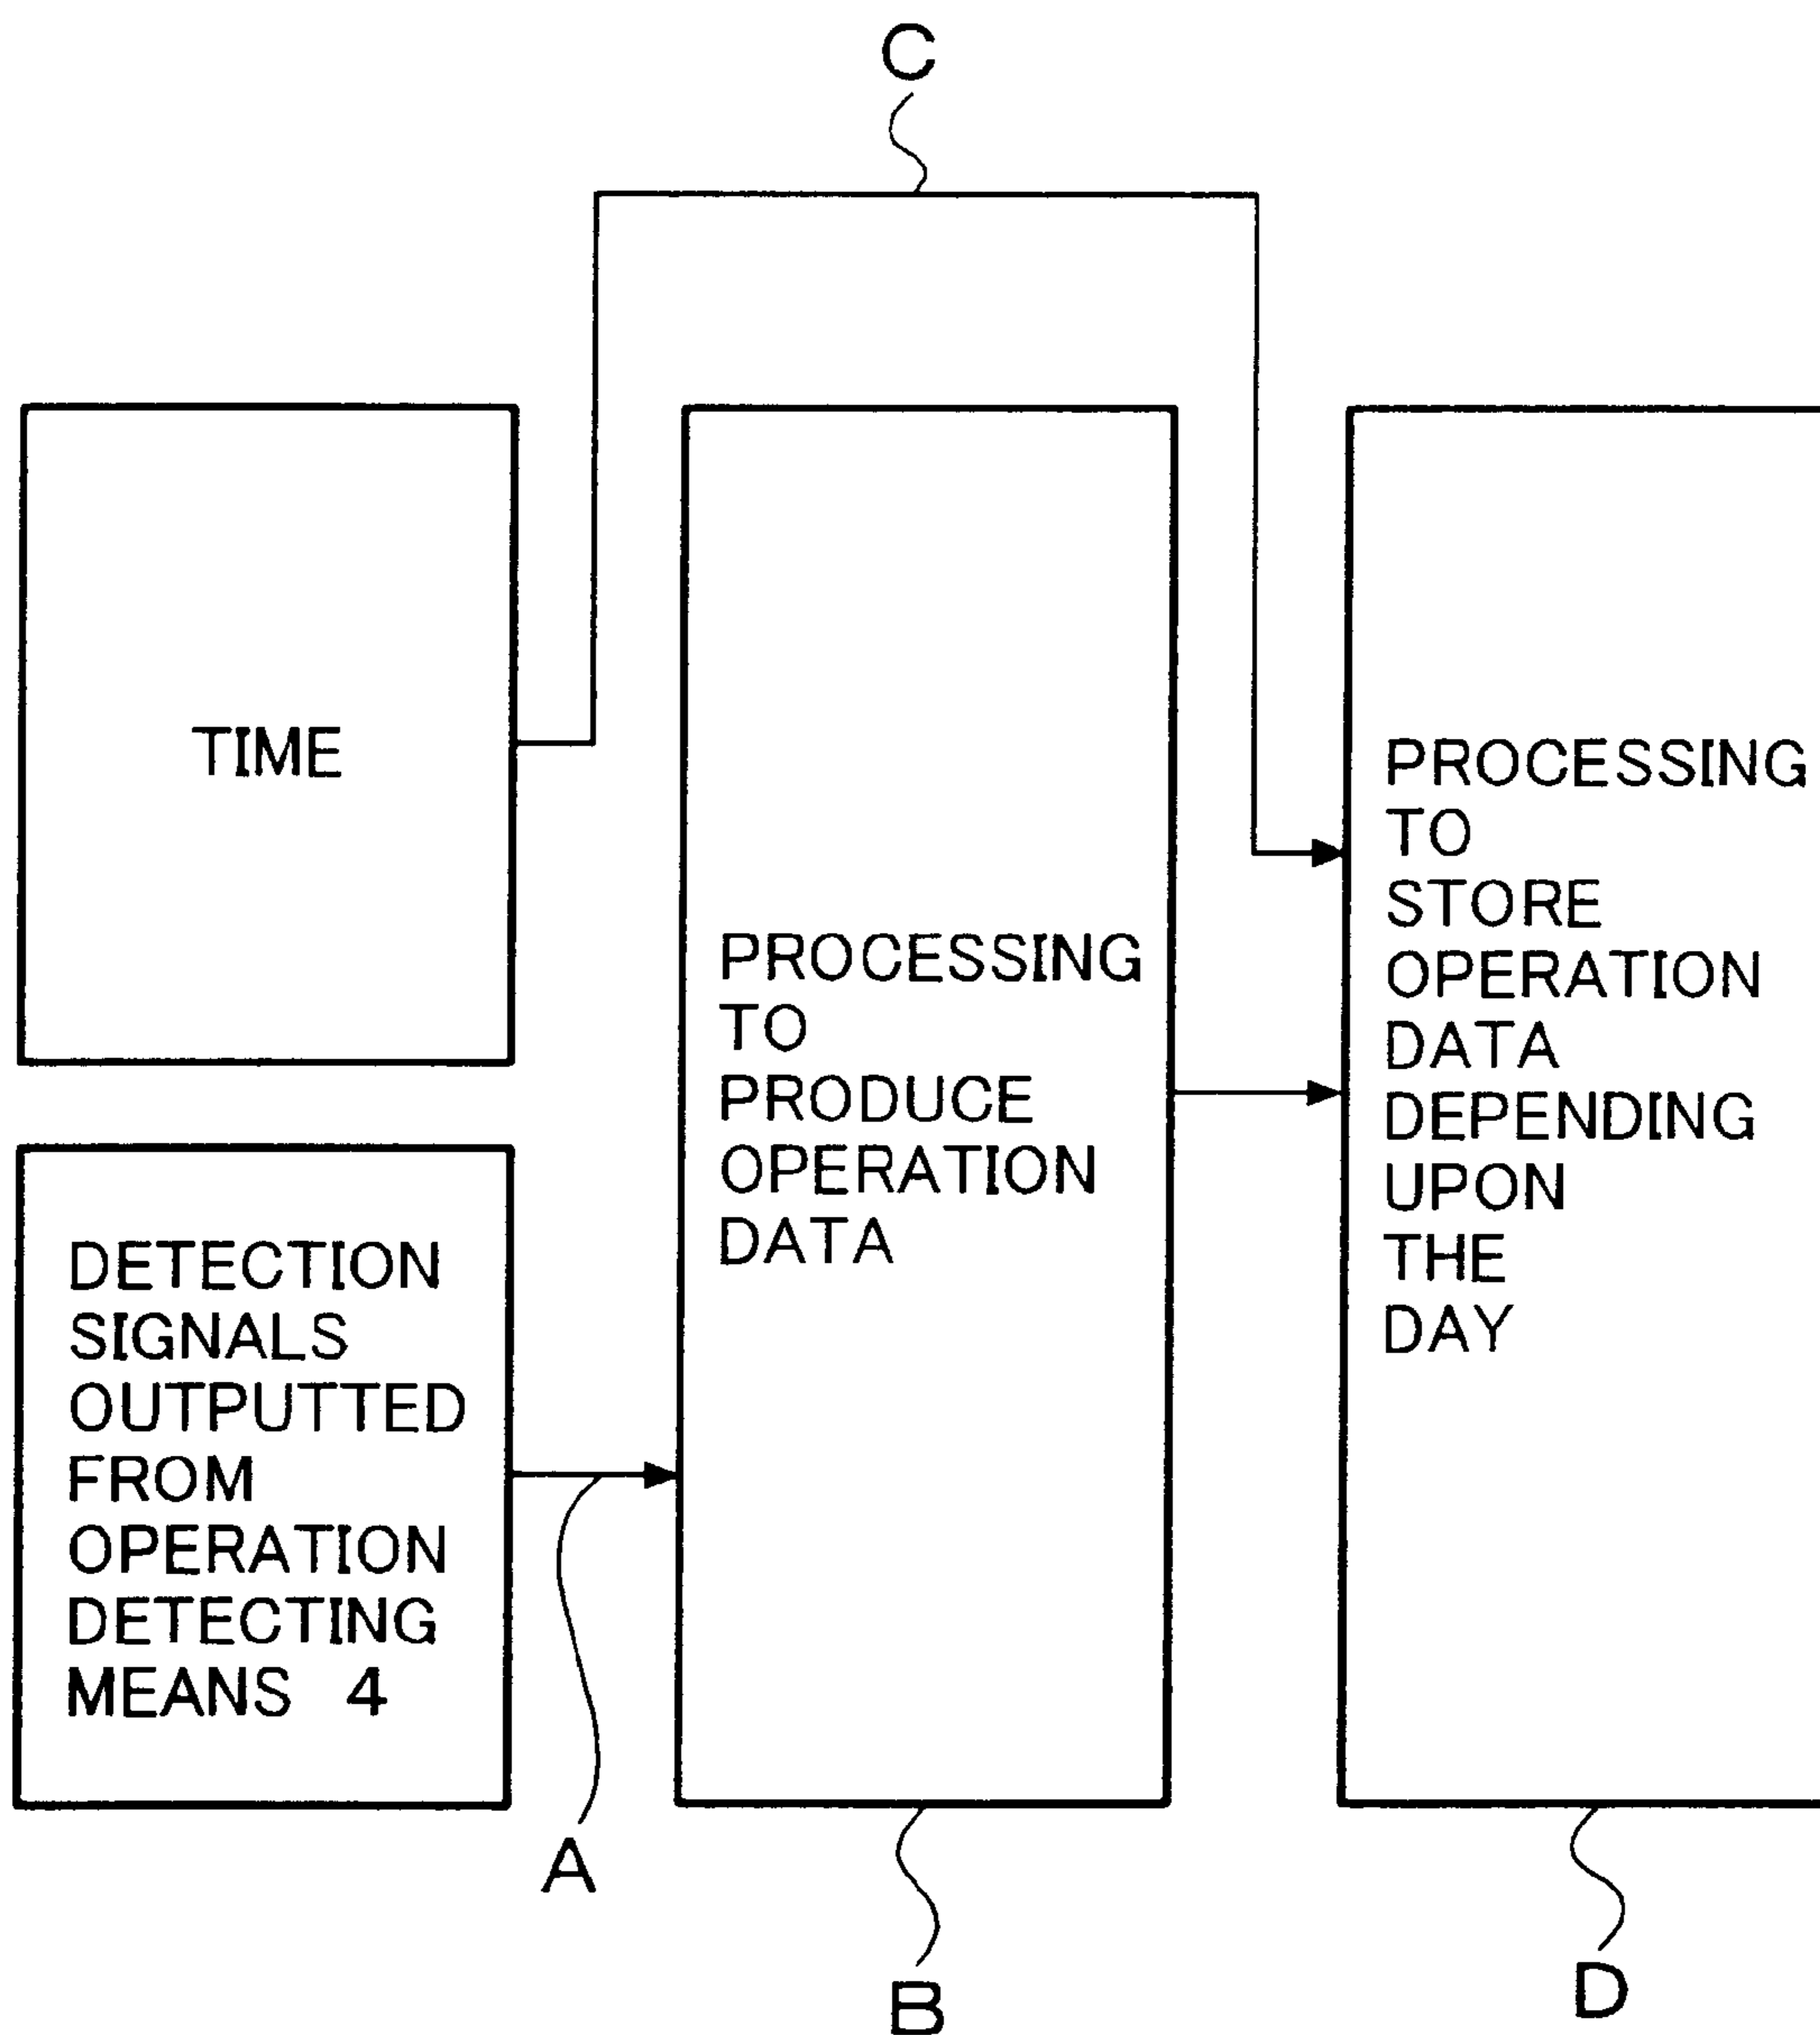 C
TIME
DETECTION
SIGNALS
OUTPUTTED
FROM
OPERATION
DETECTING
MEANS 4
A
PROCESSING
TO
PRODUCE
OPERATION
DATA
B
PROCESSING
TO
STORE
OPERATION
DATA
DEPENDING
UPON
THE
DAY
D